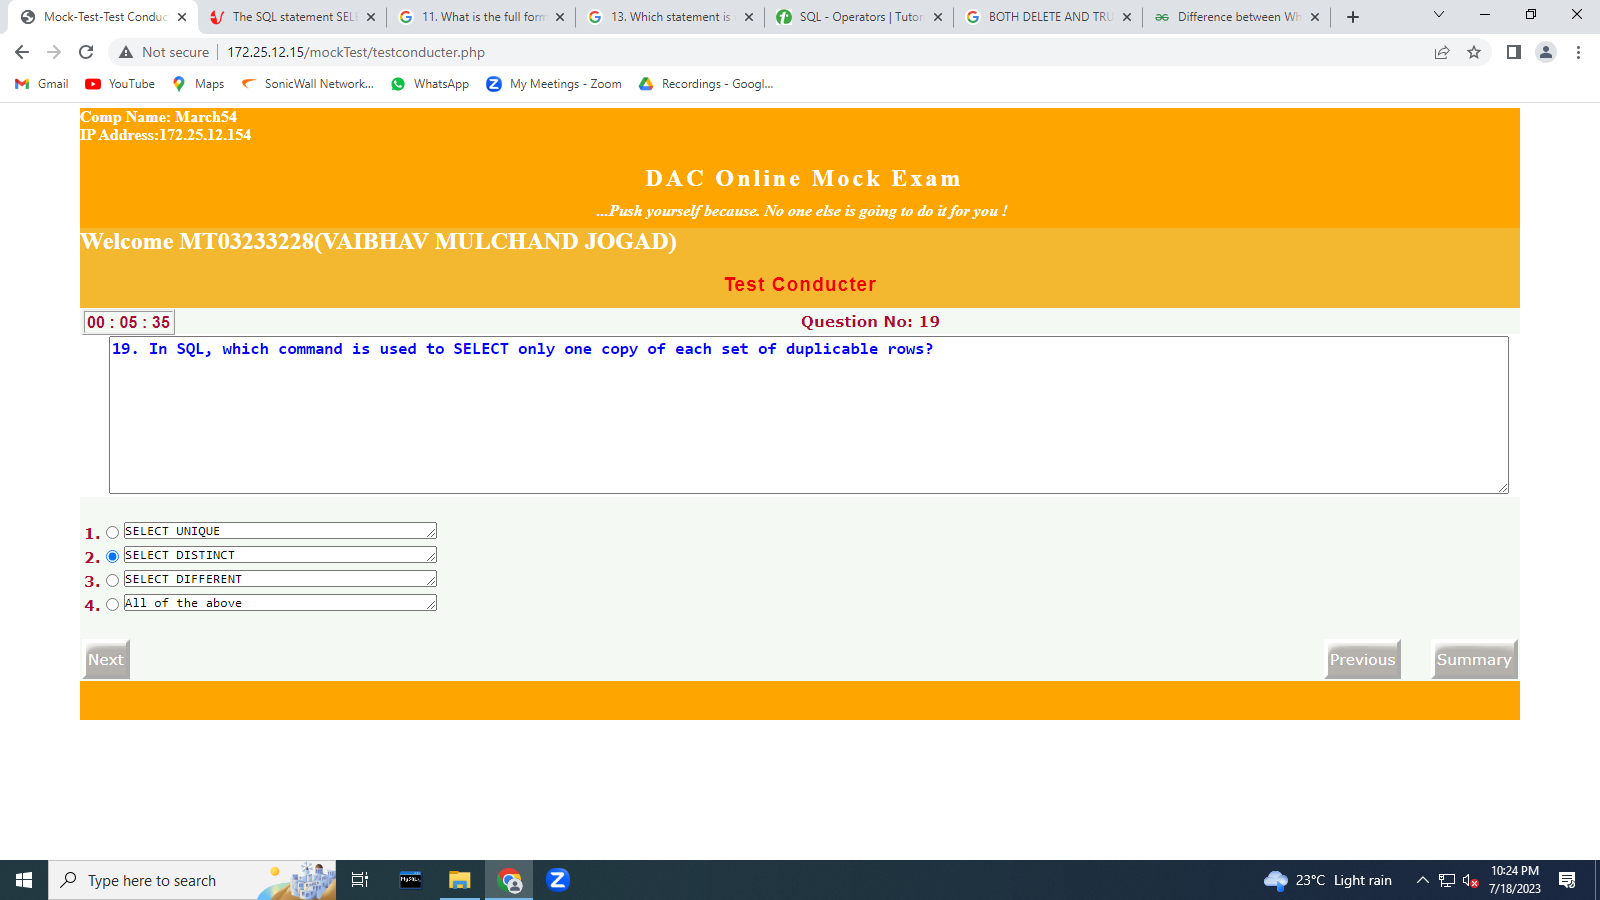 Mock-Test-Test Conduc
The SQL statement SELE
11. What is the full form
13. Which statement is
SQL - Operators | Tutor
BOTH DELETE AND TRU
Difference between Wh
Not secure
172.25.12.15/mockTest/testconducter.php
Gmail
YouTube
Maps
SonicWall Network...
WhatsApp
My Meetings - Zoom
Recordings - Googl...
Comp Name: March54
IP Address:172.25.12.154
DAC Online Mock Exam
...Push yourself because. No one else is going to do it for you !
Welcome MT03233228(VAIBHAV MULCHAND JOGAD)
Test Conducter
00 : 05 : 35
Question No: 19
19. In SQL, which command is used to SELECT only one copy of each set of duplicable rows?
1. SELECT UNIQUE
2. SELECT DISTINCT
3. SELECT DIFFERENT
4. All of the above
Next
Previous
Summary
Type here to search
23°C Light rain
10:24 PM
7/18/2023